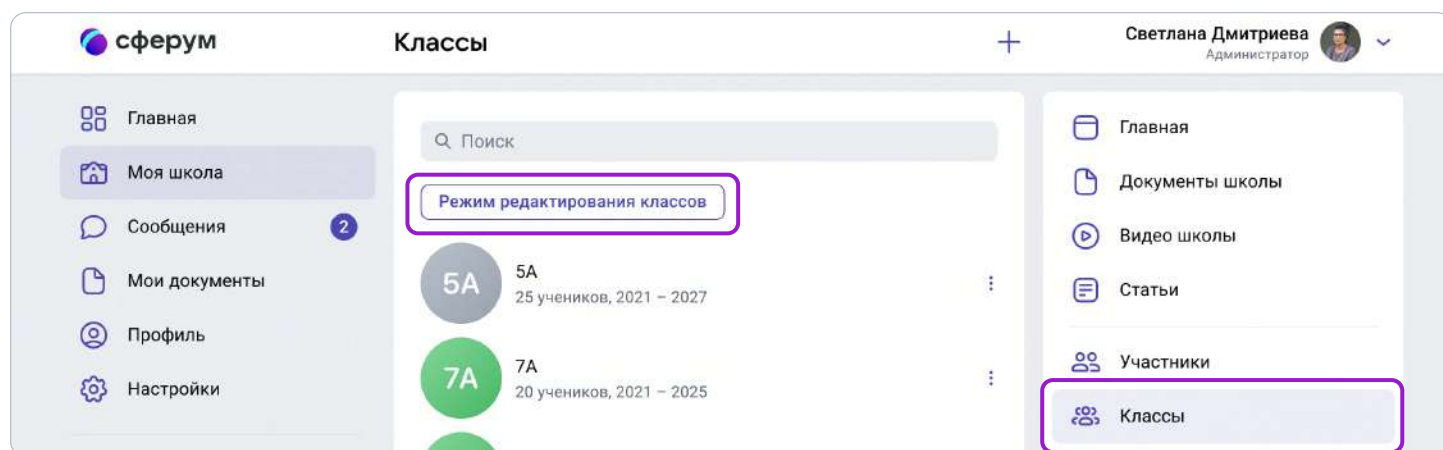 сферум
Классы
Светлана Дмитриева
Администратор
Главная
Моя школа
Сообщения
2
Мои документы
Профиль
Настройки
Поиск
Режим редактирования классов
5А
5А
25 учеников, 2021 – 2027
7А
7А
20 учеников, 2021 – 2025
Главная
Документы школы
Видео школы
Статьи
Участники
Классы